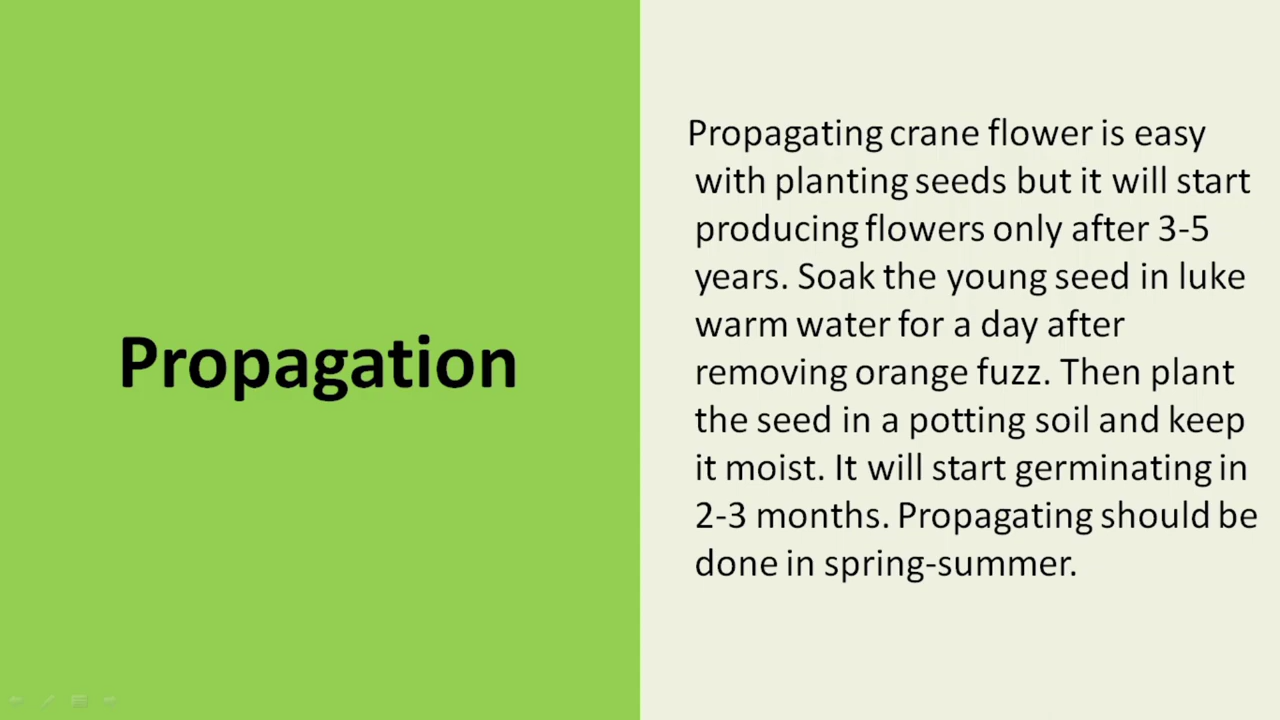 Propagation
Propagating crane flower is easy
with planting seeds but it will start
producing flowers only after 3-5
years. Soak the young seed in luke
warm water for a day after
removing orange fuzz. Then plant
the seed in a potting soil and keep
it moist. It will start germinating in
2-3 months. Propagating should be
done in spring-summer.